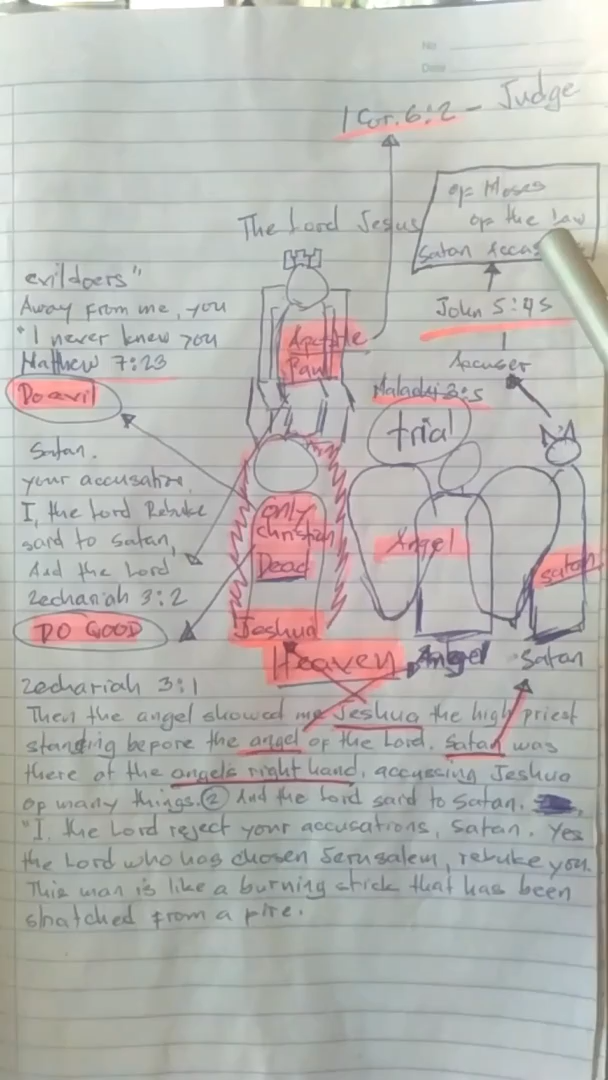 No
Date
1 Cor. 6:2 - Judge
of Moses
of the Law
Satan Accus
The Lord Jesus
evildoers"
Away from me, you
"I never knew you
Matthew 7:23
Do evil
Apostle
Paul
John 5:45
Accuser
Malachi 3:5
trial
Satan.
your accusation,
I, the Lord Rebuke
said to Satan,
And the Lord
Zechariah 3:2
DO GOOD
only
christian
Dead
Jeshua
Angel
satan
Heaven
Angel
Satan
Zechariah 3:1
Then the angel showed me Jeshua the high priest
standing before the angel of the Lord. Satan was
there at the angel's right hand, accussing Jeshua
of many things. 2 And the Lord said to Satan.
"I, the Lord reject your accusations, Satan. Yes
the Lord who has chosen Jerusalem, rebuke you.
This man is like a burning stick that has been
snatched from a fire.